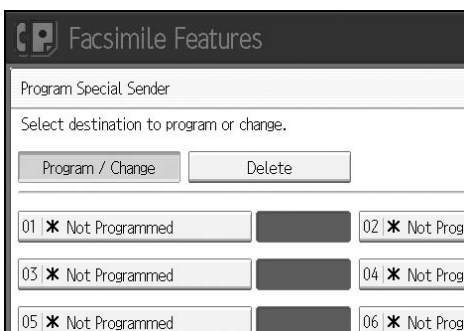 Facsimile Features
Program Special Sender
Select destination to program or change.
Program / Change Delete
01 ✱ Not Programmed 02 ✱ Not Prog
03 ✱ Not Programmed 04 ✱ Not Prog
05 ✱ Not Programmed 06 ✱ Not Prog